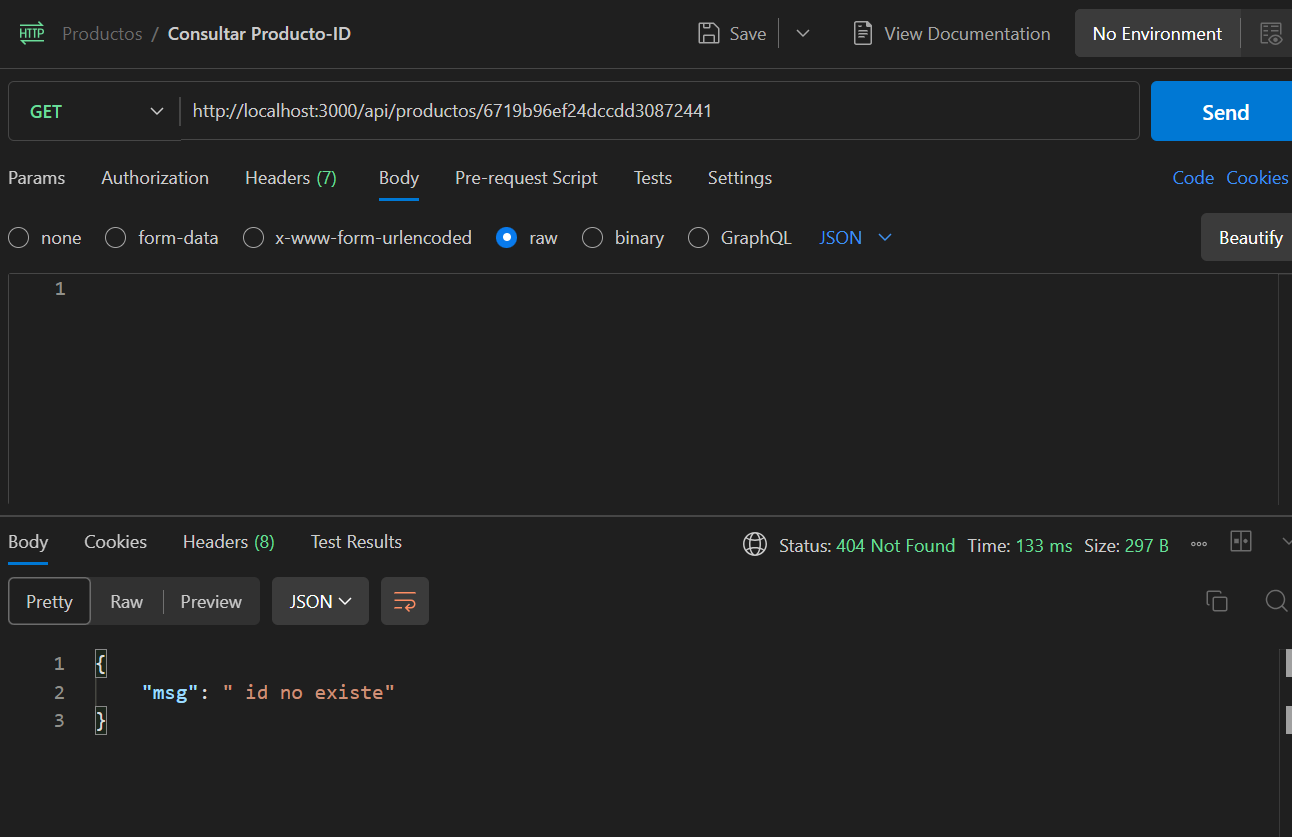 HTTP Productos / Consultar Producto-ID Save View Documentation No Environment
GET http://localhost:3000/api/productos/6719b96ef24dccdd30872441 Send
Params Authorization Headers (7) Body Pre-request Script Tests Settings Code Cookies
none form-data x-www-form-urlencoded raw binary GraphQL JSON Beautify
1
Body Cookies Headers (8) Test Results Status: 404 Not Found Time: 133 ms Size: 297 B
Pretty Raw Preview JSON
1 {
2 "msg": " id no existe"
3 }